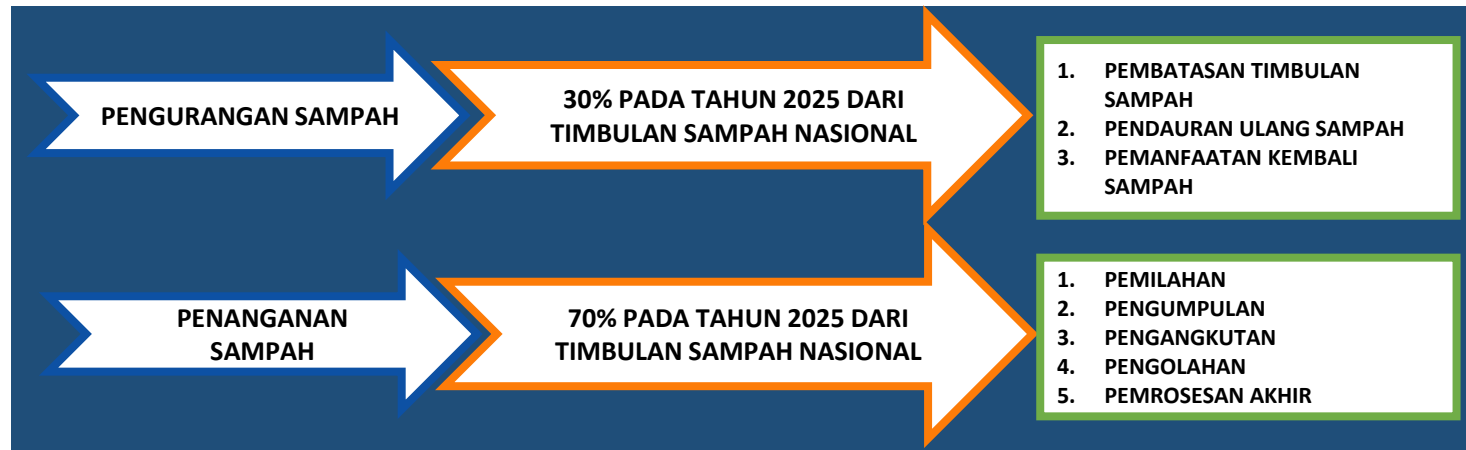 PENGURANGAN SAMPAH
30% PADA TAHUN 2025 DARI
TIMBULAN SAMPAH NASIONAL
1. PEMBATASAN TIMBULAN
SAMPAH
2. PENDAURAN ULANG SAMPAH
3. PEMANFAATAN KEMBALI
SAMPAH
PENANGANAN
SAMPAH
70% PADA TAHUN 2025 DARI
TIMBULAN SAMPAH NASIONAL
1. PEMILAHAN
2. PENGUMPULAN
3. PENGANGKUTAN
4. PENGOLAHAN
5. PEMROSESAN AKHIR